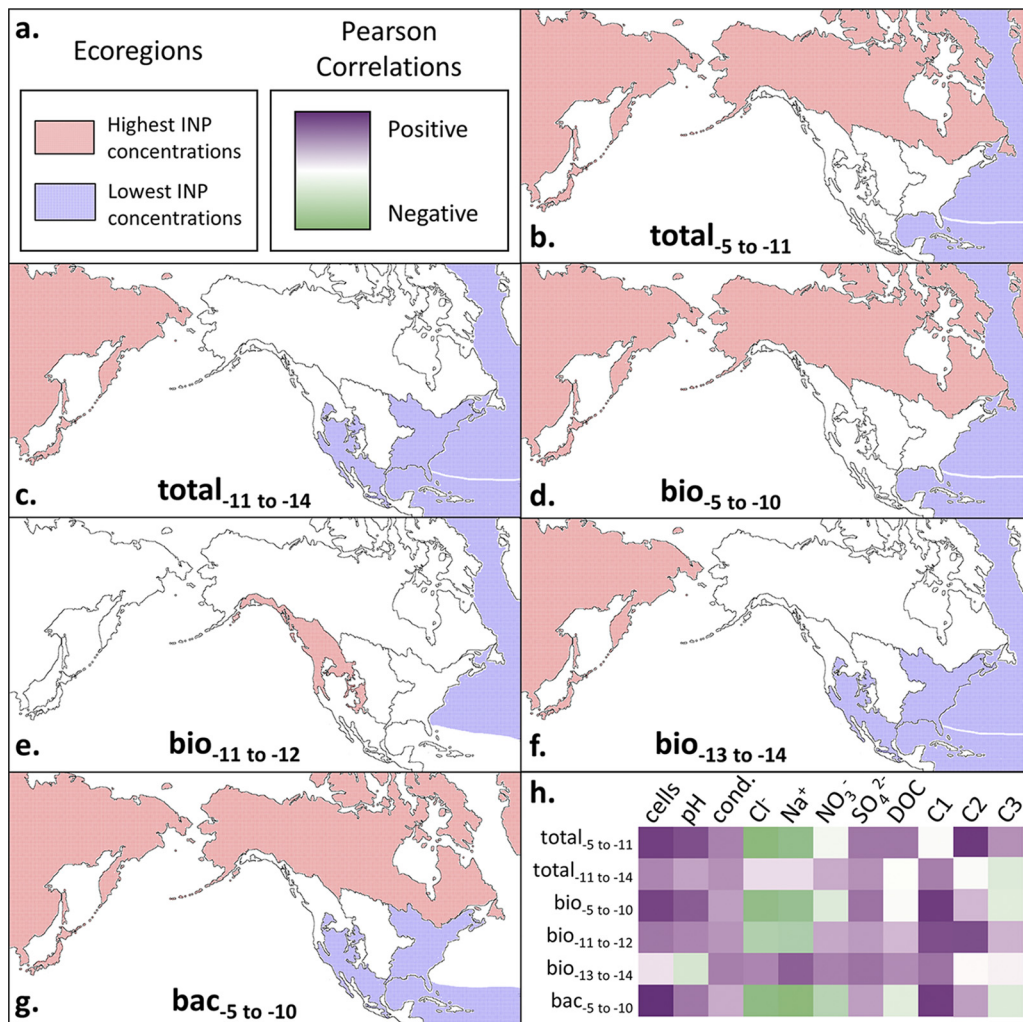 a.
Ecoregions
Highest INP
concentrations
Lowest INP
concentrations
Pearson
Correlations
Positive
Negative
b.
total-5 to -11
c.
total-11 to -14
d.
bio-5 to -10
e.
bio-11 to -12
f.
bio-13 to -14
g.
bac-5 to -10
h.
cells pH cond. Cl⁻ Na⁺ NO₃⁻ SO₄²⁻ DOC C1 C2 C3
total-5 to -11
total-11 to -14
bio-5 to -10
bio-11 to -12
bio-13 to -14
bac-5 to -10